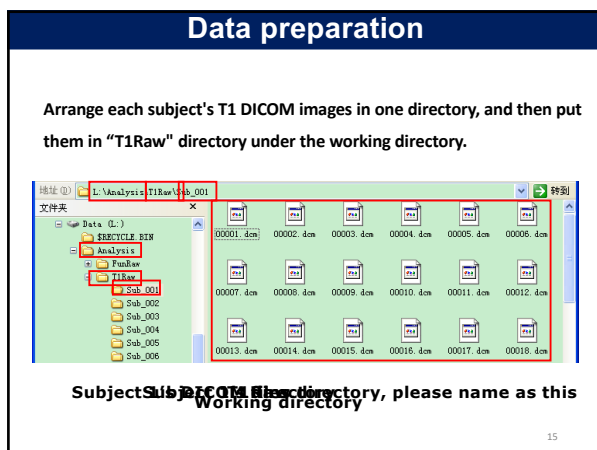 Data preparation
Arrange each subject's T1 DICOM images in one directory, and then put
them in “T1Raw" directory under the working directory.
地址(D) L:\Analysis\T1Raw\Sub_001 转到
文件夹 ×
Data (L:)
$RECYCLE.BIN
Analysis
FunRaw
T1Raw
Sub_001
Sub_002
Sub_003
Sub_004
Sub_005
Sub_006
00001.dcm 00002.dcm 00003.dcm 00004.dcm 00005.dcm 00006.dcm
00007.dcm 00008.dcm 00009.dcm 00010.dcm 00011.dcm 00012.dcm
00013.dcm 00014.dcm 00015.dcm 00016.dcm 00017.dcm 00018.dcm
directory, please name as this
Working directory
15